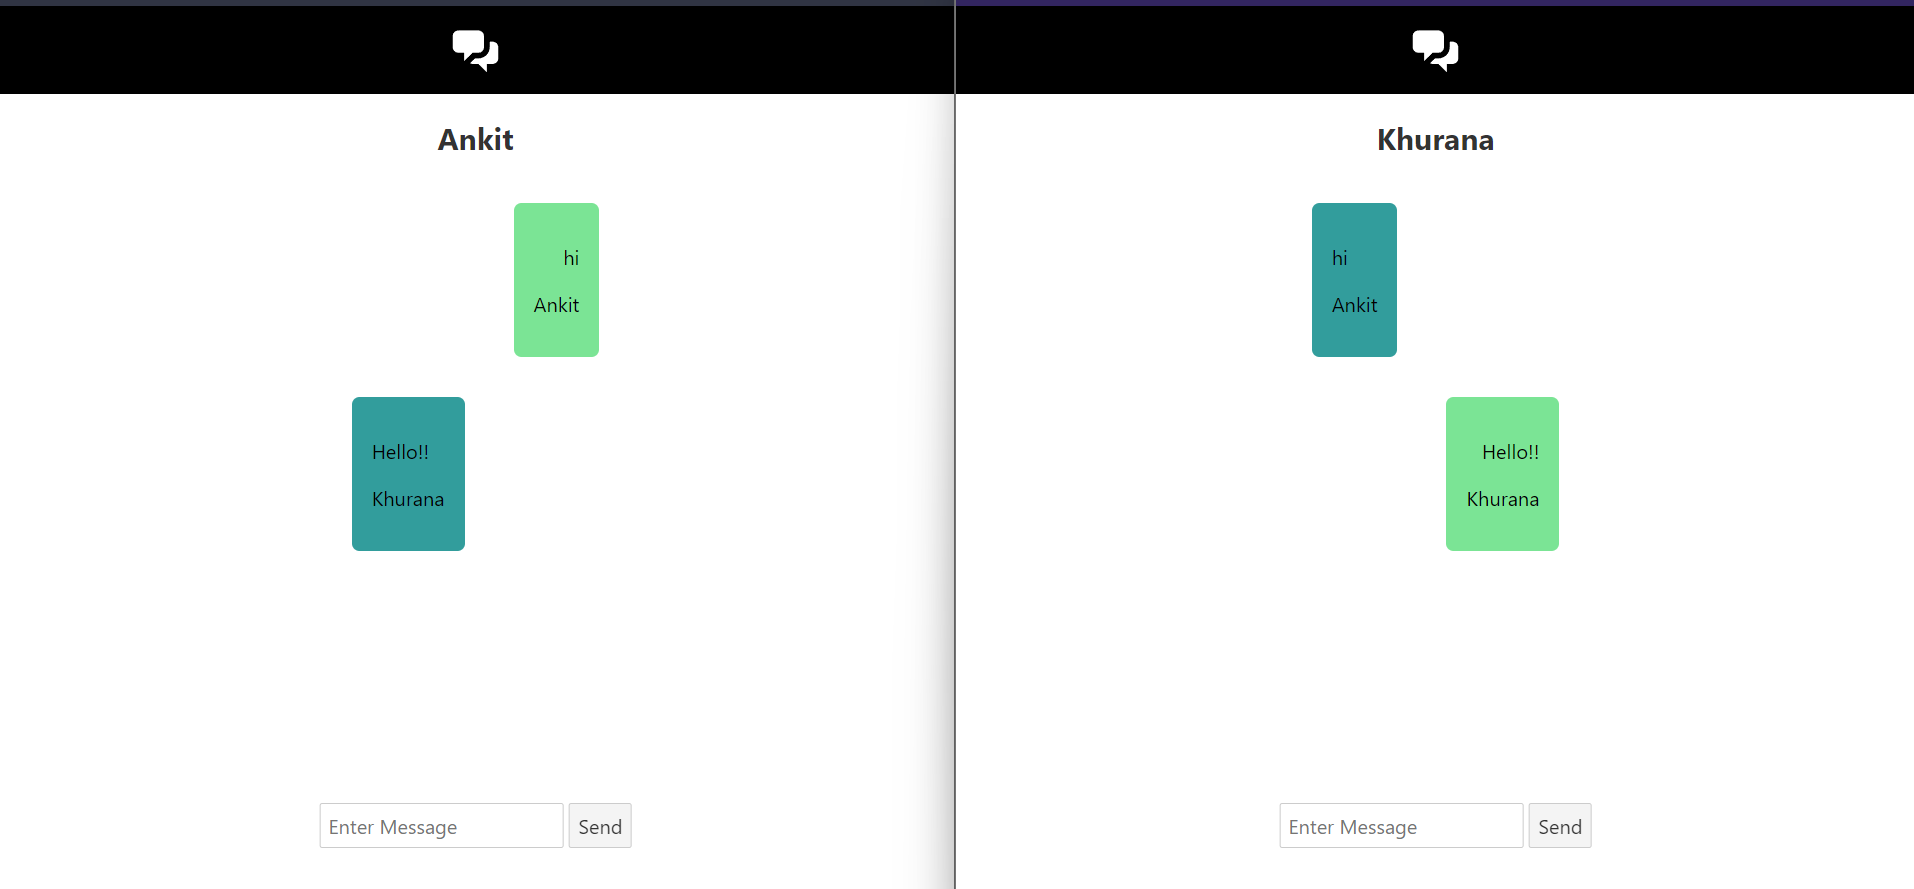 Ankit
hi
Ankit
Hello!!
Khurana
Enter Message
Send
Khurana
hi
Ankit
Hello!!
Khurana
Enter Message
Send